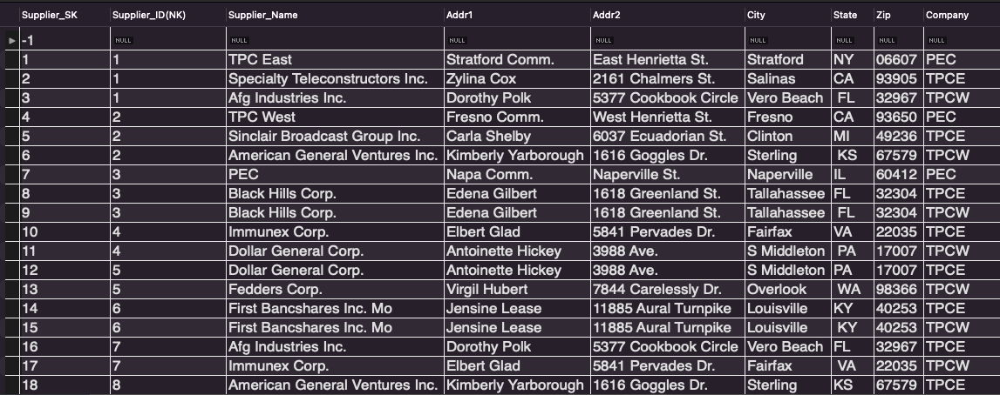 Supplier_SK Supplier_ID(NK) Supplier_Name Addr1 Addr2 City State Zip Company
-1 NULL NULL NULL NULL NULL NULL NULL NULL
1 1 TPC East Stratford Comm. East Henrietta St. Stratford NY 06607 PEC
2 1 Specialty Teleconstructors Inc. Zylina Cox 2161 Chalmers St. Salinas CA 93905 TPCE
3 1 Afg Industries Inc. Dorothy Polk 5377 Cookbook Circle Vero Beach FL 32967 TPCW
4 2 TPC West Fresno Comm. West Henrietta St. Fresno CA 93650 PEC
5 2 Sinclair Broadcast Group Inc. Carla Shelby 6037 Ecuadorian St. Clinton MI 49236 TPCE
6 2 American General Ventures Inc. Kimberly Yarborough 1616 Goggles Dr. Sterling KS 67579 TPCW
7 3 PEC Napa Comm. Naperville St. Naperville IL 60412 PEC
8 3 Black Hills Corp. Edena Gilbert 1618 Greenland St. Tallahassee FL 32304 TPCE
9 3 Black Hills Corp. Edena Gilbert 1618 Greenland St. Tallahassee FL 32304 TPCW
10 4 Immunex Corp. Elbert Glad 5841 Pervades Dr. Fairfax VA 22035 TPCE
11 4 Dollar General Corp. Antoinette Hickey 3988 Ave. S Middleton PA 17007 TPCW
12 5 Dollar General Corp. Antoinette Hickey 3988 Ave. S Middleton PA 17007 TPCE
13 5 Fedders Corp. Virgil Hubert 7844 Carelessly Dr. Overlook WA 98366 TPCW
14 6 First Bancshares Inc. Mo Jensine Lease 11885 Aural Turnpike Louisville KY 40253 TPCE
15 6 First Bancshares Inc. Mo Jensine Lease 11885 Aural Turnpike Louisville KY 40253 TPCW
16 7 Afg Industries Inc. Dorothy Polk 5377 Cookbook Circle Vero Beach FL 32967 TPCE
17 7 Immunex Corp. Elbert Glad 5841 Pervades Dr. Fairfax VA 22035 TPCW
18 8 American General Ventures Inc. Kimberly Yarborough 1616 Goggles Dr. Sterling KS 67579 TPCE